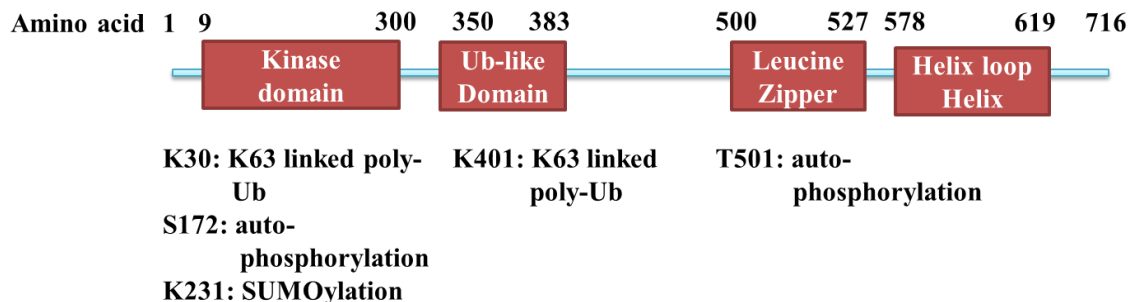 Amino acid 1 9 300 350 383 500 527 578 619 716
Kinase
domain
Ub-like
Domain
Leucine
Zipper
Helix loop
Helix
K30: K63 linked poly-
Ub
S172: auto-
phosphorylation
K231: SUMOylation
K401: K63 linked
poly-Ub
T501: auto-
phosphorylation